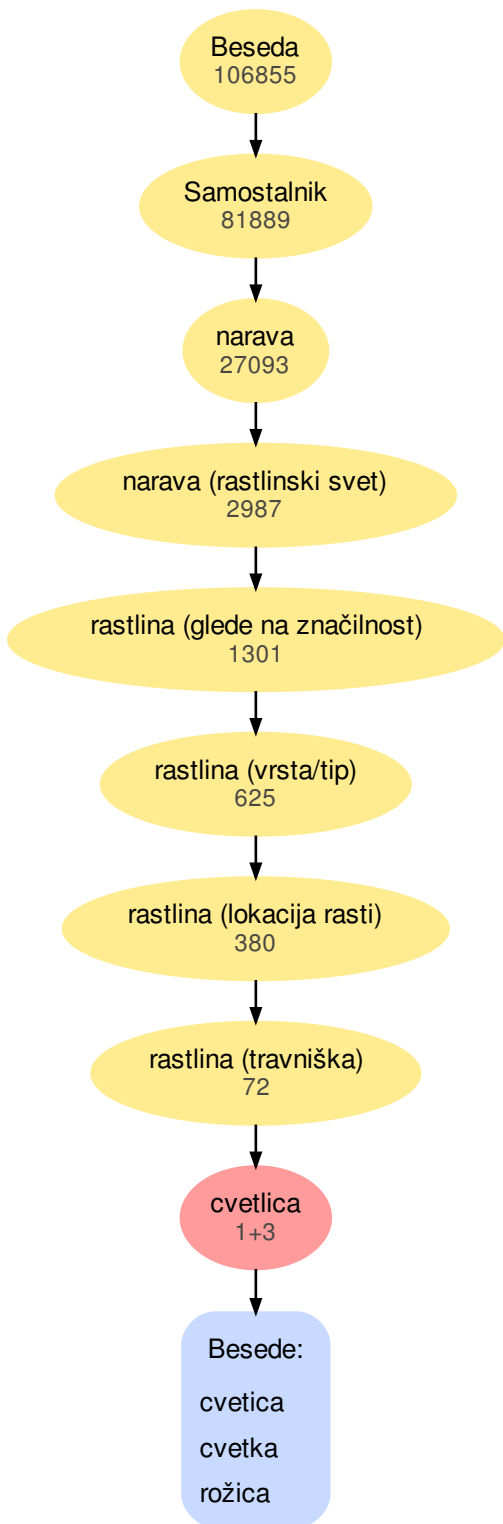 Beseda
106855
Samostalnik
81889
narava
27093
narava (rastlinski svet)
2987
rastlina (glede na značilnost)
1301
rastlina (vrsta/tip)
625
rastlina (lokacija rasti)
380
rastlina (travniška)
72
cvetlica
1+3
Besede:
cvetica
cvetka
rožica